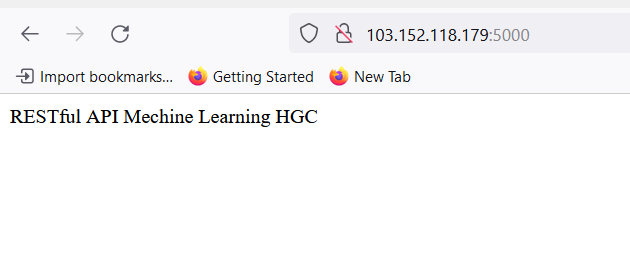 103.152.118.179:5000
Import bookmarks... Getting Started New Tab
RESTful API Mechine Learning HGC